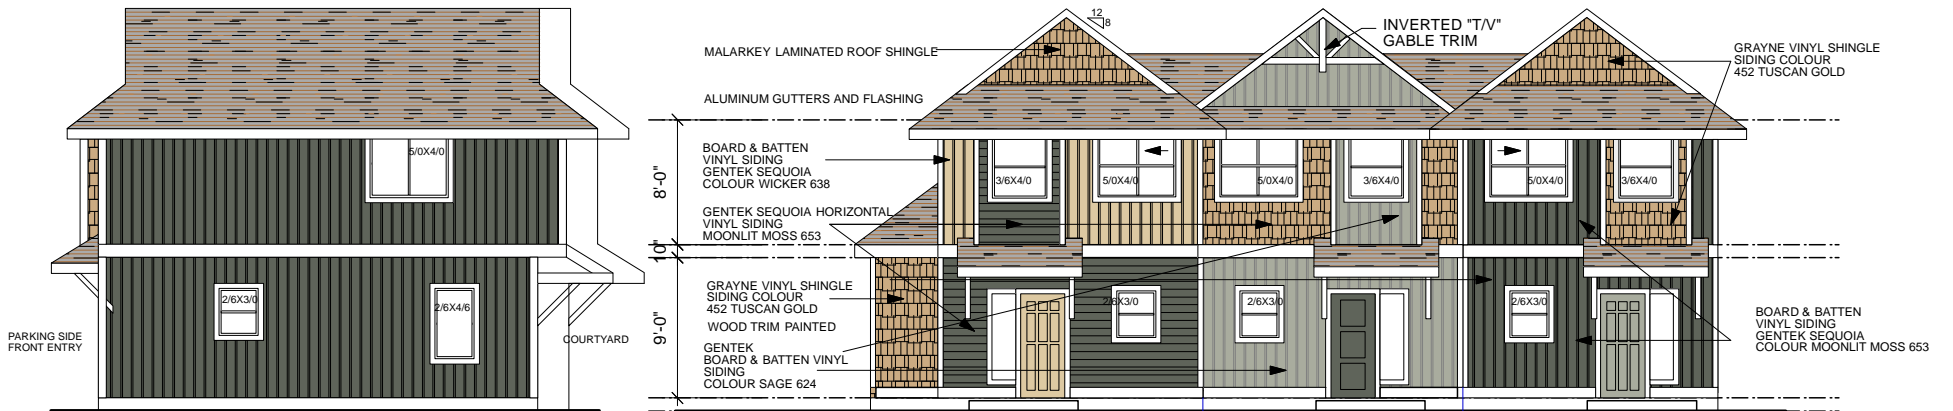 5/0X4/0
2/6X3/0
2/6X4/6
PARKING SIDE
FRONT ENTRY
COURTYARD
12
8
INVERTED "T/V"
GABLE TRIM
MALARKEY LAMINATED ROOF SHINGLE
GRAYNE VINYL SHINGLE
SIDING COLOUR
452 TUSCAN GOLD
ALUMINUM GUTTERS AND FLASHING
8'-0"
10"
9'-0"
BOARD & BATTEN
VINYL SIDING
GENTEK SEQUOIA
COLOUR WICKER 638
GENTEK SEQUOIA HORIZONTAL
VINYL SIDING
MOONLIT MOSS 653
GRAYNE VINYL SHINGLE
SIDING COLOUR
452 TUSCAN GOLD
WOOD TRIM PAINTED
GENTEK
BOARD & BATTEN VINYL
SIDING
COLOUR SAGE 624
3/6X4/0
5/0X4/0
5/0X4/0
3/6X4/0
5/0X4/0
3/6X4/0
2/6X3/0
2/6X3/0
2/6X3/0
BOARD & BATTEN
VINYL SIDING
GENTEK SEQUOIA
COLOUR MOONLIT MOSS 653